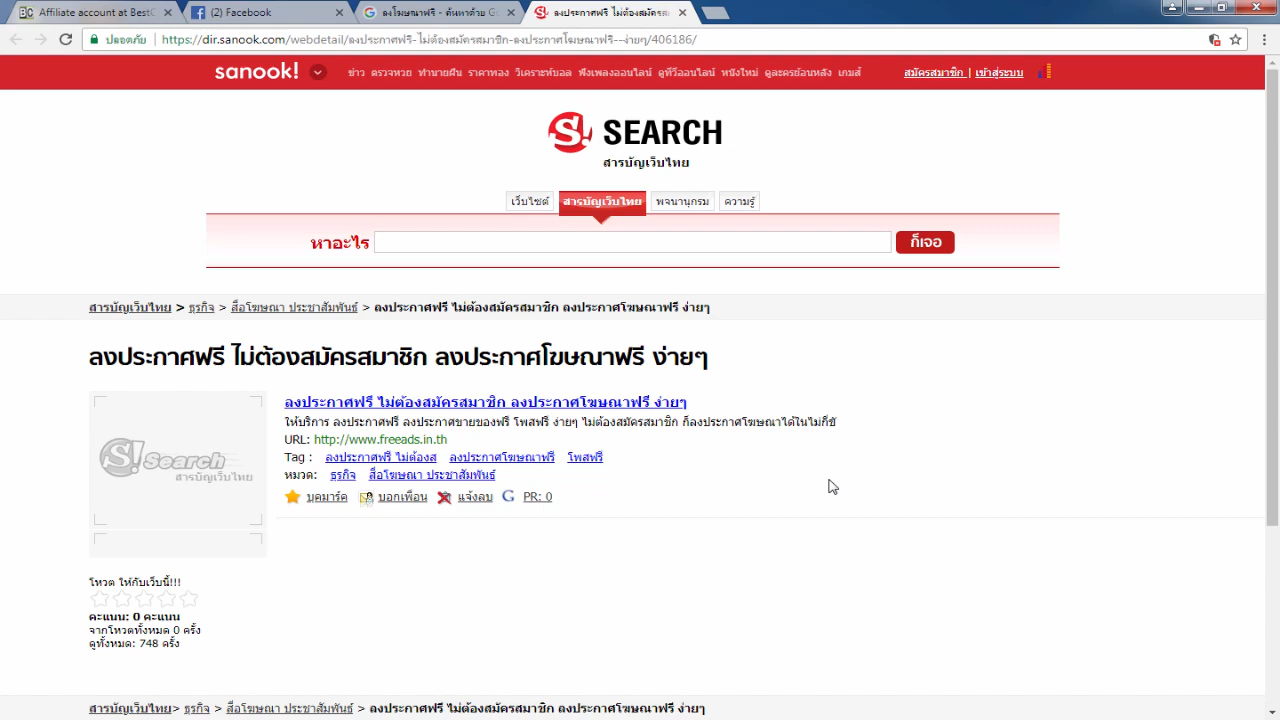 Affiliate account at BestC
(2) Facebook
ลงโฆษณาฟรี - ค้นหาด้วย Go
ลงประกาศฟรี ไม่ต้องสมัครสม
ปลอดภัย
https://dir.sanook.com/webdetail/ลงประกาศฟรี-ไม่ต้องสมัครสมาชิก-ลงประกาศโฆษณาฟรี--ง่ายๆ/406186/
sanook!
ข่าว ตรวจหวย ทำนายฝัน ราคาทอง วิเคราะห์บอล ฟังเพลงออนไลน์ ดูทีวีออนไลน์ หนังใหม่ ดูละครย้อนหลัง เกมส์
สมัครสมาชิก | เข้าสู่ระบบ
S! SEARCH
สารบัญเว็บไทย
เว็บไซต์ สารบัญเว็บไทย พจนานุกรม ความรู้
หาอะไร ก็เจอ
สารบัญเว็บไทย > ธุรกิจ > สื่อโฆษณา ประชาสัมพันธ์ > ลงประกาศฟรี ไม่ต้องสมัครสมาชิก ลงประกาศโฆษณาฟรี ง่ายๆ
ลงประกาศฟรี ไม่ต้องสมัครสมาชิก ลงประกาศโฆษณาฟรี ง่ายๆ
S! Search
สารบัญเว็บไทย
ลงประกาศฟรี ไม่ต้องสมัครสมาชิก ลงประกาศโฆษณาฟรี ง่ายๆ
ให้บริการ ลงประกาศฟรี ลงประกาศขายของฟรี โพสฟรี ง่ายๆ ไม่ต้องสมัครสมาชิก ก็ลงประกาศโฆษณาได้ในไม่กี่ขั
URL: http://www.freeads.in.th
Tag : ลงประกาศฟรี ไม่ต้องส ลงประกาศโฆษณาฟรี โพสฟรี
หมวด: ธุรกิจ สื่อโฆษณา ประชาสัมพันธ์
บุคมาร์ค บอกเพื่อน แจ้งลบ G PR: 0
โหวต ให้กับเว็บนี้!!!
คะแนน: 0 คะแนน
จากโหวตทั้งหมด 0 ครั้ง
ดูทั้งหมด: 748 ครั้ง
สารบัญเว็บไทย> ธุรกิจ > สื่อโฆษณา ประชาสัมพันธ์ > ลงประกาศฟรี ไม่ต้องสมัครสมาชิก ลงประกาศโฆษณาฟรี ง่ายๆ